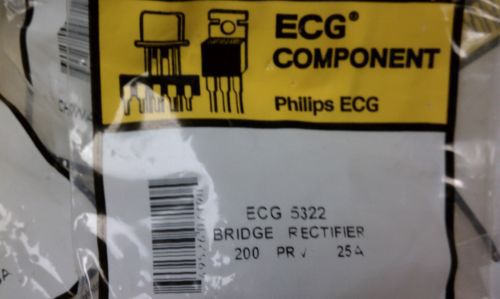 ECG®
COMPONENT
Philips ECG
ECG 5322
BRIDGE RECTIFIER
200 PRV 25A